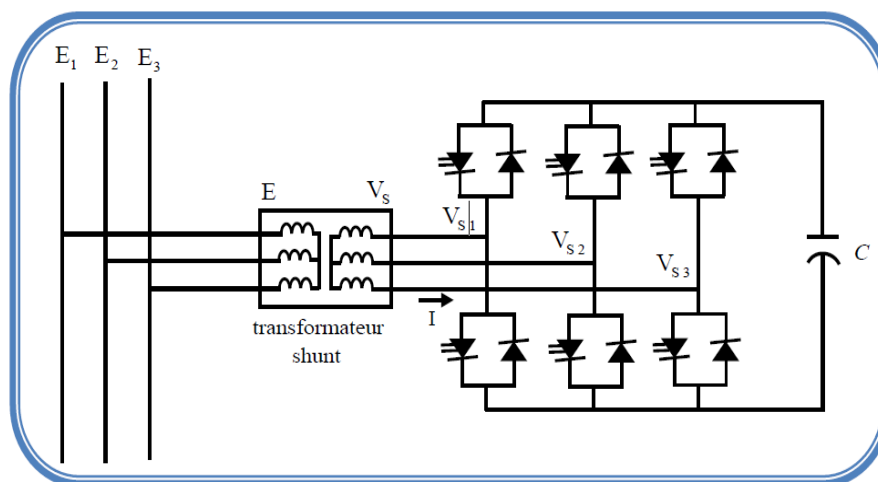 E1 E2 E3
E
VS
VS1
VS2
VS3
C
I
transformateur
shunt